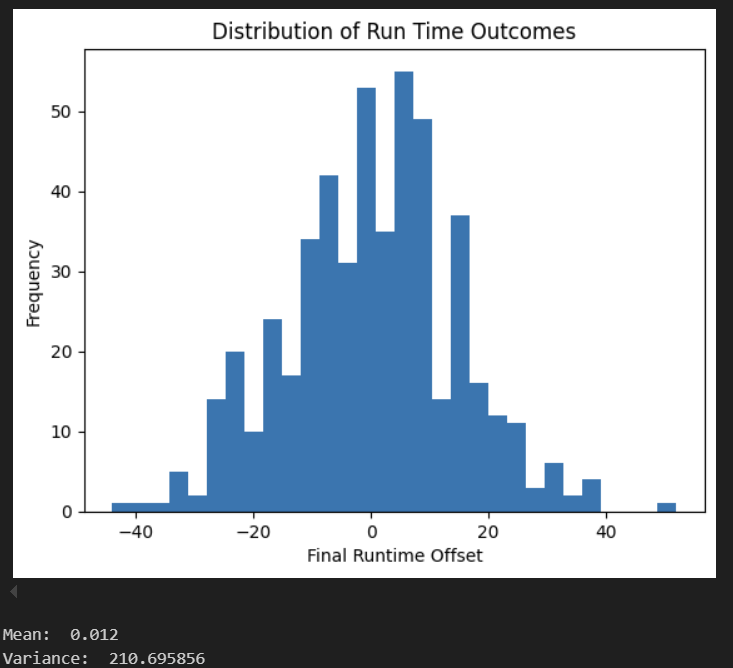 Distribution of Run Time Outcomes
50
40
30
20
10
0
Frequency
−40 −20 0 20 40
Final Runtime Offset
Mean:  0.012
Variance:  210.695856